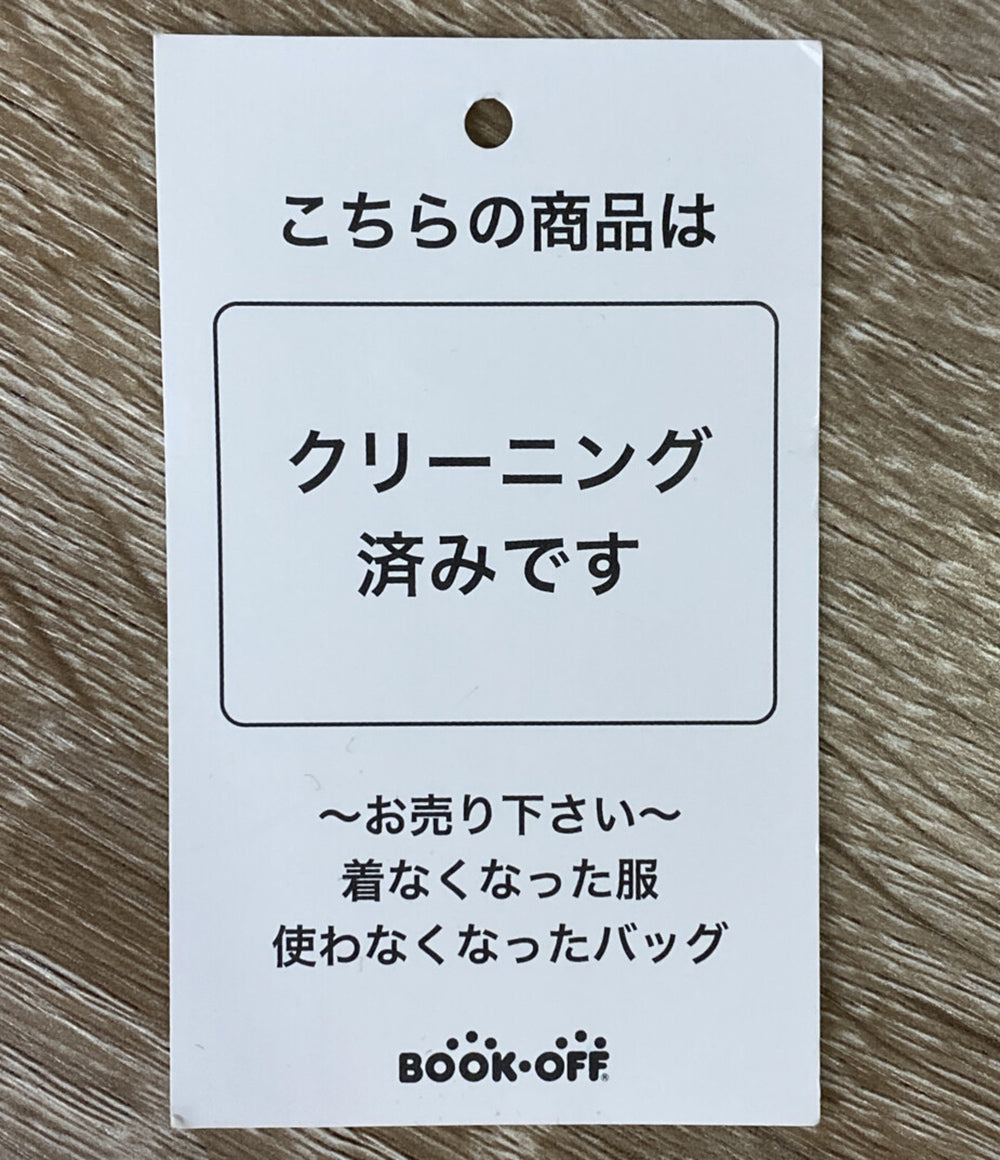 こちらの商品は
クリーニング
済みです
〜お売り下さい〜
着なくなった服
使わなくなったバッグ
BOOK・OFF®